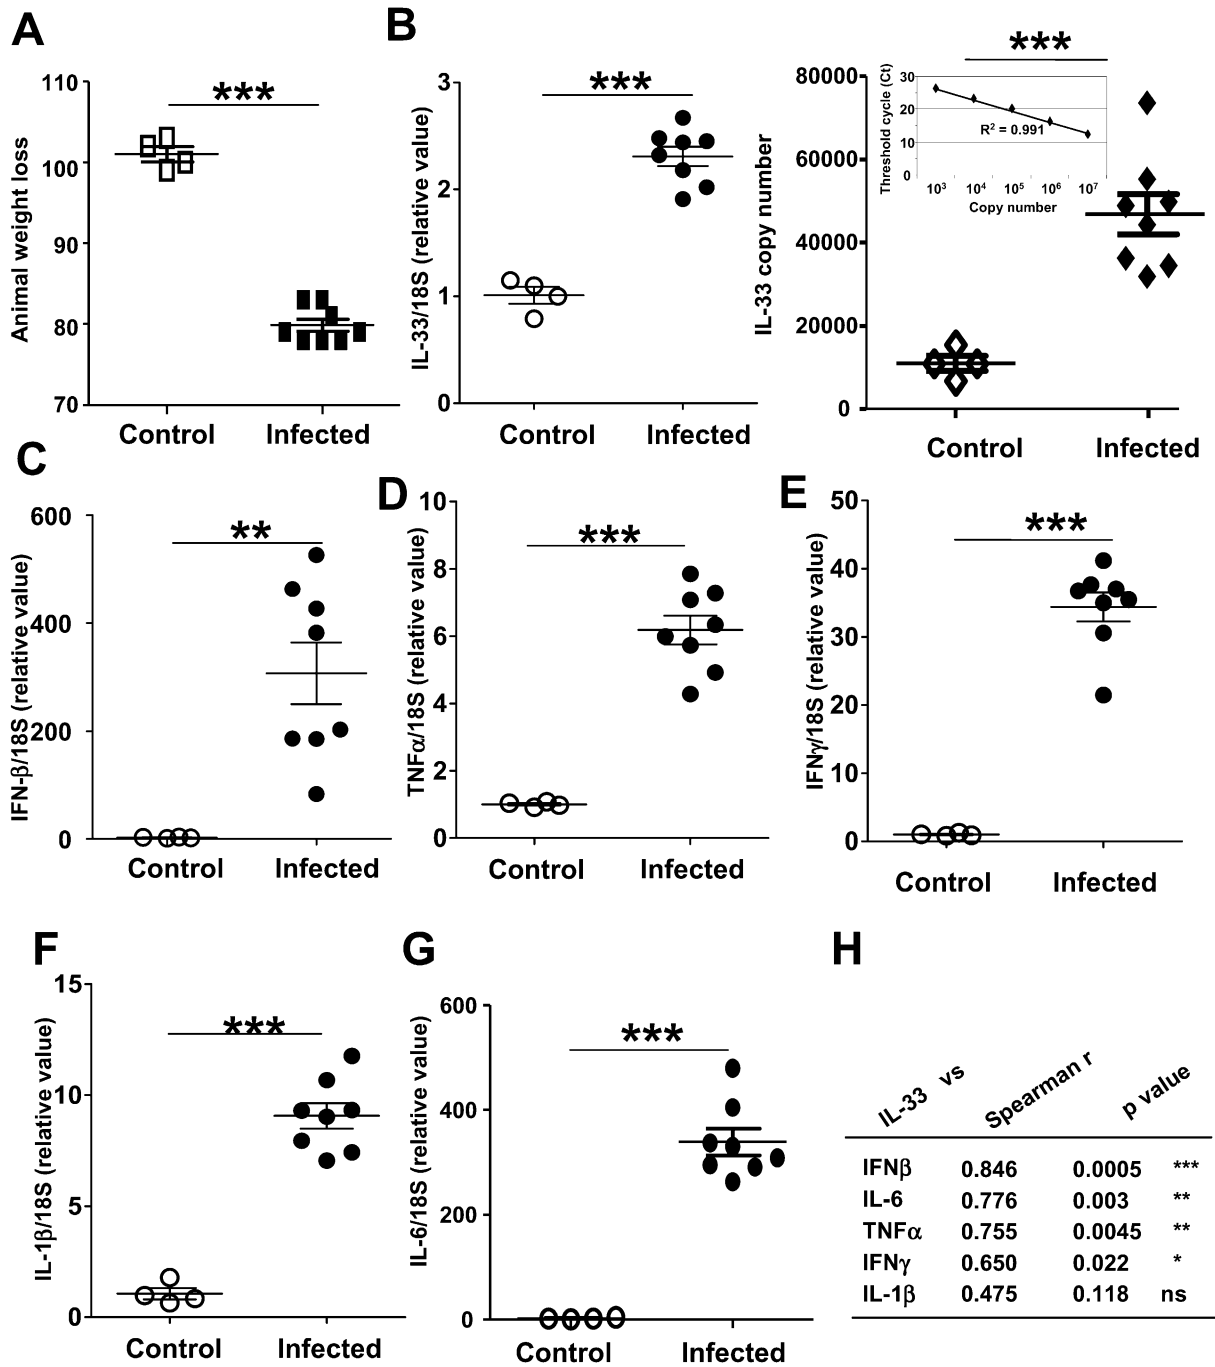 A
Animal weight loss
110
100
90
80
70
***
Control Infected
B
IL-33/18S (relative value)
3
2
1
0
***
Control Infected
IL-33 copy number
80000
60000
40000
20000
0
***
Threshold cycle (Ct)
30
20
10
0
R² = 0.991
10³ 10⁴ 10⁵ 10⁶ 10⁷
Copy number
Control Infected
C
IFN-β/18S (relative value)
600
400
200
0
**
Control Infected
D
TNFα/18S (relative value)
10
8
6
4
2
0
***
Control Infected
E
IFNγ/18S (relative value)
50
40
30
20
10
0
***
Control Infected
F
IL-1β/18S (relative value)
15
10
5
0
***
Control Infected
G
IL-6/18S (relative value)
600
400
200
0
***
Control Infected
H
IL-33 vs Spearman r p value
IFNβ 0.846 0.0005 ***
IL-6 0.776 0.003 **
TNFα 0.755 0.0045 **
IFNγ 0.650 0.022 *
IL-1β 0.475 0.118 ns